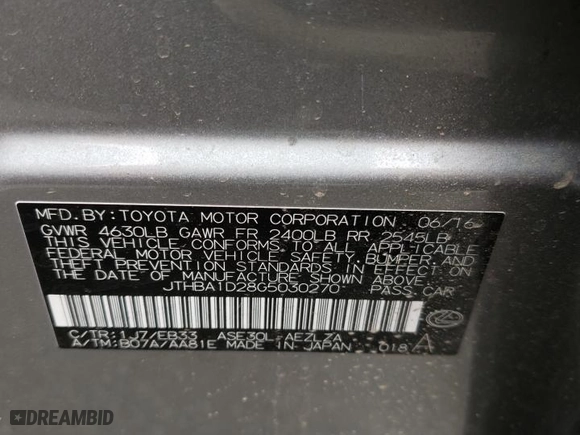 MFD.BY:TOYOTA MOTOR CORPORATION 06/16
GVWR 4630LB GAWR FR 2400LB RR 2545LB
THIS VEHICLE CONFORMS TO ALL APPLICABLE
FEDERAL MOTOR VEHICLE SAFETY,BUMPER,AND
THEFT PREVENTION STANDARDS IN EFFECT ON
THE DATE OF MANUFACTURE SHOWN ABOVE.
JTHBA1D28G5030270 PASS.CAR
C/TR:1J7/EB33 ASE30L-AEZLZA
A/TM:B07A/AA81E MADE IN JAPAN 018 A
DREAMBID